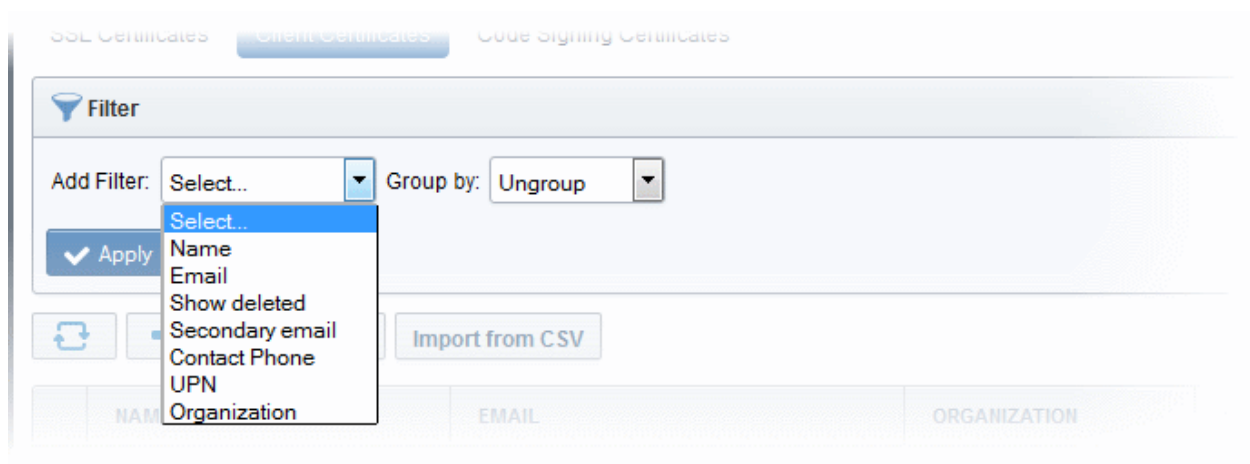 SSL Certificates Client Certificates Code Signing Certificates
Filter
Add Filter: Select... Group by: Ungroup
Select...
Name
Apply
Email
Show deleted
Secondary email
Import from CSV
Contact Phone
UPN
Organization
NAM EMAIL ORGANIZATION